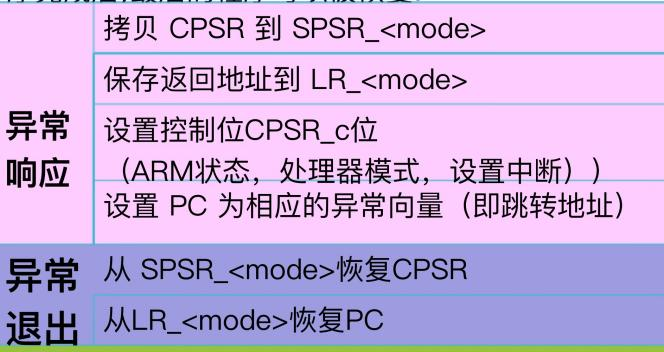 拷贝 CPSR 到 SPSR_<mode>
保存返回地址到 LR_<mode>
异常
响应
设置控制位CPSR_c位
（ARM状态，处理器模式，设置中断））
设置 PC 为相应的异常向量（即跳转地址）
异常
退出
从 SPSR_<mode>恢复CPSR
从LR_<mode>恢复PC